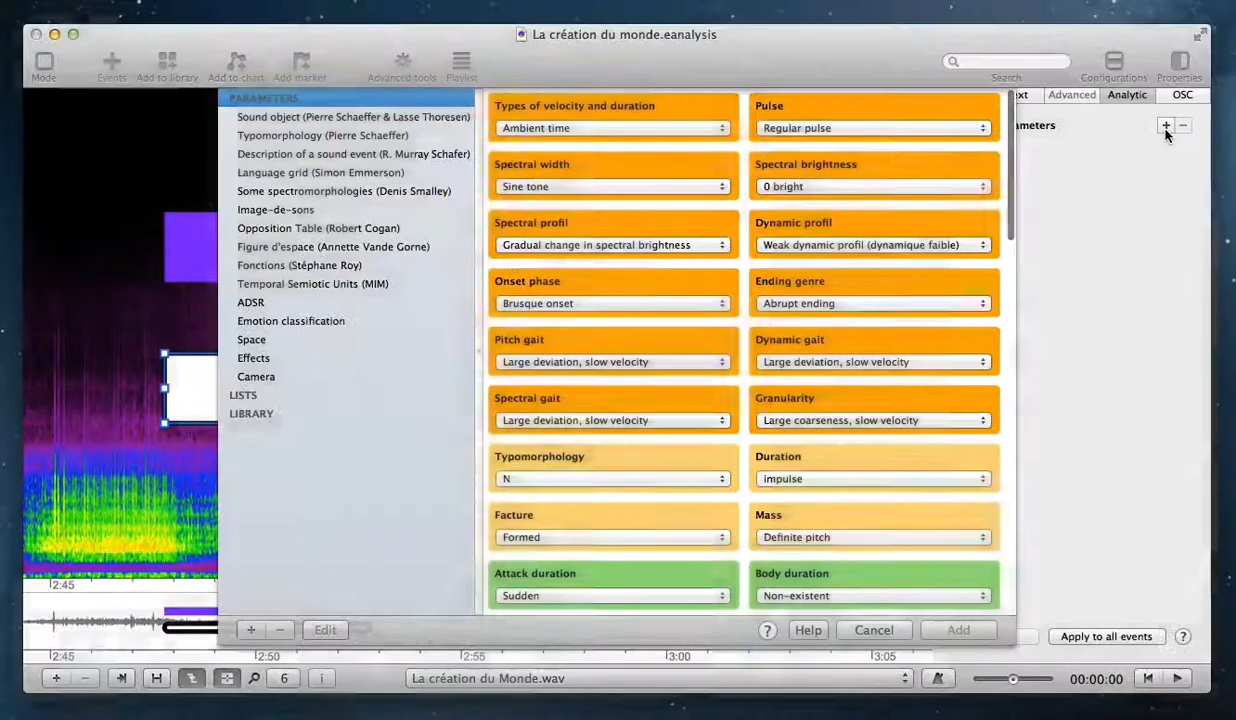 La création du monde.eanalysis
Mode
Events
Add to library
Add to chart
Add marker
Advanced tools
Playlist
Search
Configurations
Properties
PARAMETERS
Sound object (Pierre Schaeffer & Lasse Thoresen)
Typomorphology (Pierre Schaeffer)
Description of a sound event (R. Murray Schafer)
Language grid (Simon Emmerson)
Some spectromorphologies (Denis Smalley)
Image-de-sons
Opposition Table (Robert Cogan)
Figure d'espace (Annette Vande Gorne)
Fonctions (Stéphane Roy)
Temporal Semiotic Units (MIM)
ADSR
Emotion classification
Space
Effects
Camera
LISTS
LIBRARY
Types of velocity and duration
Ambient time
Pulse
Regular pulse
Spectral width
Sine tone
Spectral brightness
0 bright
Spectral profil
Gradual change in spectral brightness
Dynamic profil
Weak dynamic profil (dynamique faible)
Onset phase
Brusque onset
Ending genre
Abrupt ending
Pitch gait
Large deviation, slow velocity
Dynamic gait
Large deviation, slow velocity
Spectral gait
Large deviation, slow velocity
Granularity
Large coarseness, slow velocity
Typomorphology
N
Duration
impulse
Facture
Formed
Mass
Definite pitch
Attack duration
Sudden
Body duration
Non-existent
ext
Advanced
Analytic
OSC
ameters
+ −
+ −
Edit
?
Help
Cancel
Add
Apply to all events
?
2:45
2:45
2:50
2:55
3:00
3:05
+ −
6
i
La création du Monde.wav
00:00:00